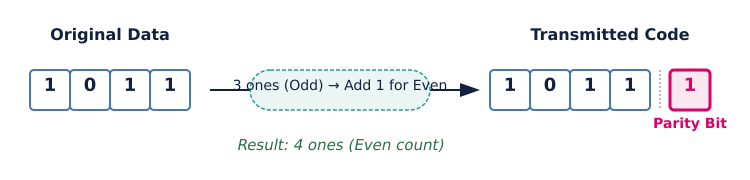 Original Data
1 0 1 1
3 ones (Odd) → Add 1 for Even
Transmitted Code
1 0 1 1 1
Parity Bit
Result: 4 ones (Even count)